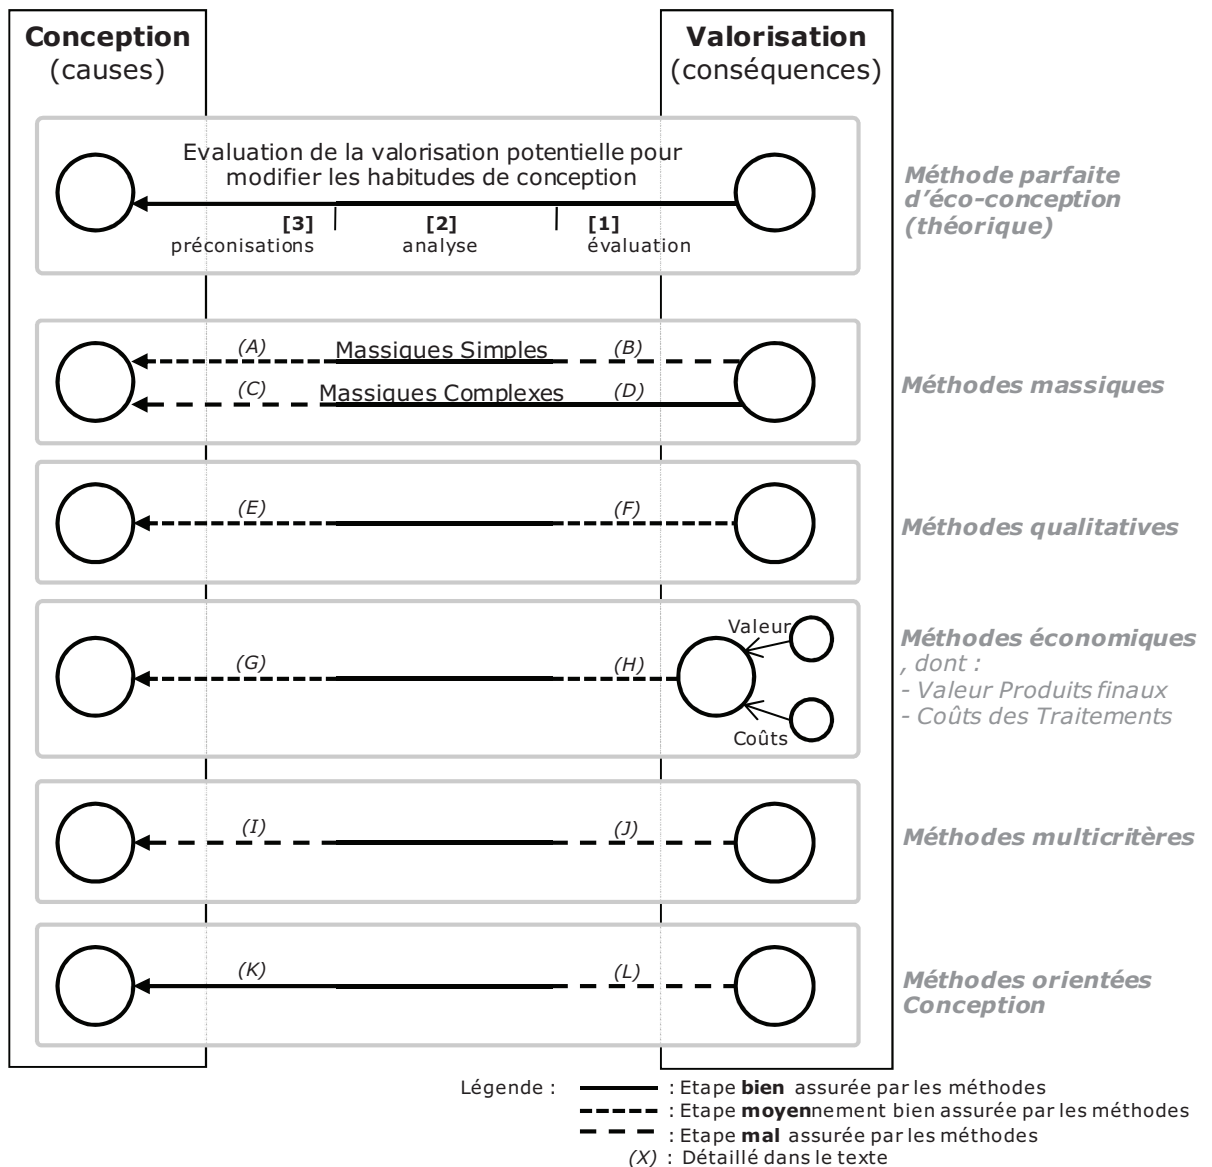 Conception
(causes)
Valorisation
(conséquences)
Evaluation de la valorisation potentielle pour
modifier les habitudes de conception
[3]
préconisations
[2]
analyse
[1]
évaluation
Méthode parfaite
d'éco-conception
(théorique)
(A)
Massiques Simples
(B)
(C)
Massiques Complexes
(D)
Méthodes massiques
(E)
(F)
Méthodes qualitatives
(G)
(H)
Valeur
Coûts
Méthodes économiques
, dont :
- Valeur Produits finaux
- Coûts des Traitements
(I)
(J)
Méthodes multicritères
(K)
(L)
Méthodes orientées
Conception
Légende :
: Etape bien assurée par les méthodes
: Etape moyennement bien assurée par les méthodes
: Etape mal assurée par les méthodes
(X) : Détaillé dans le texte